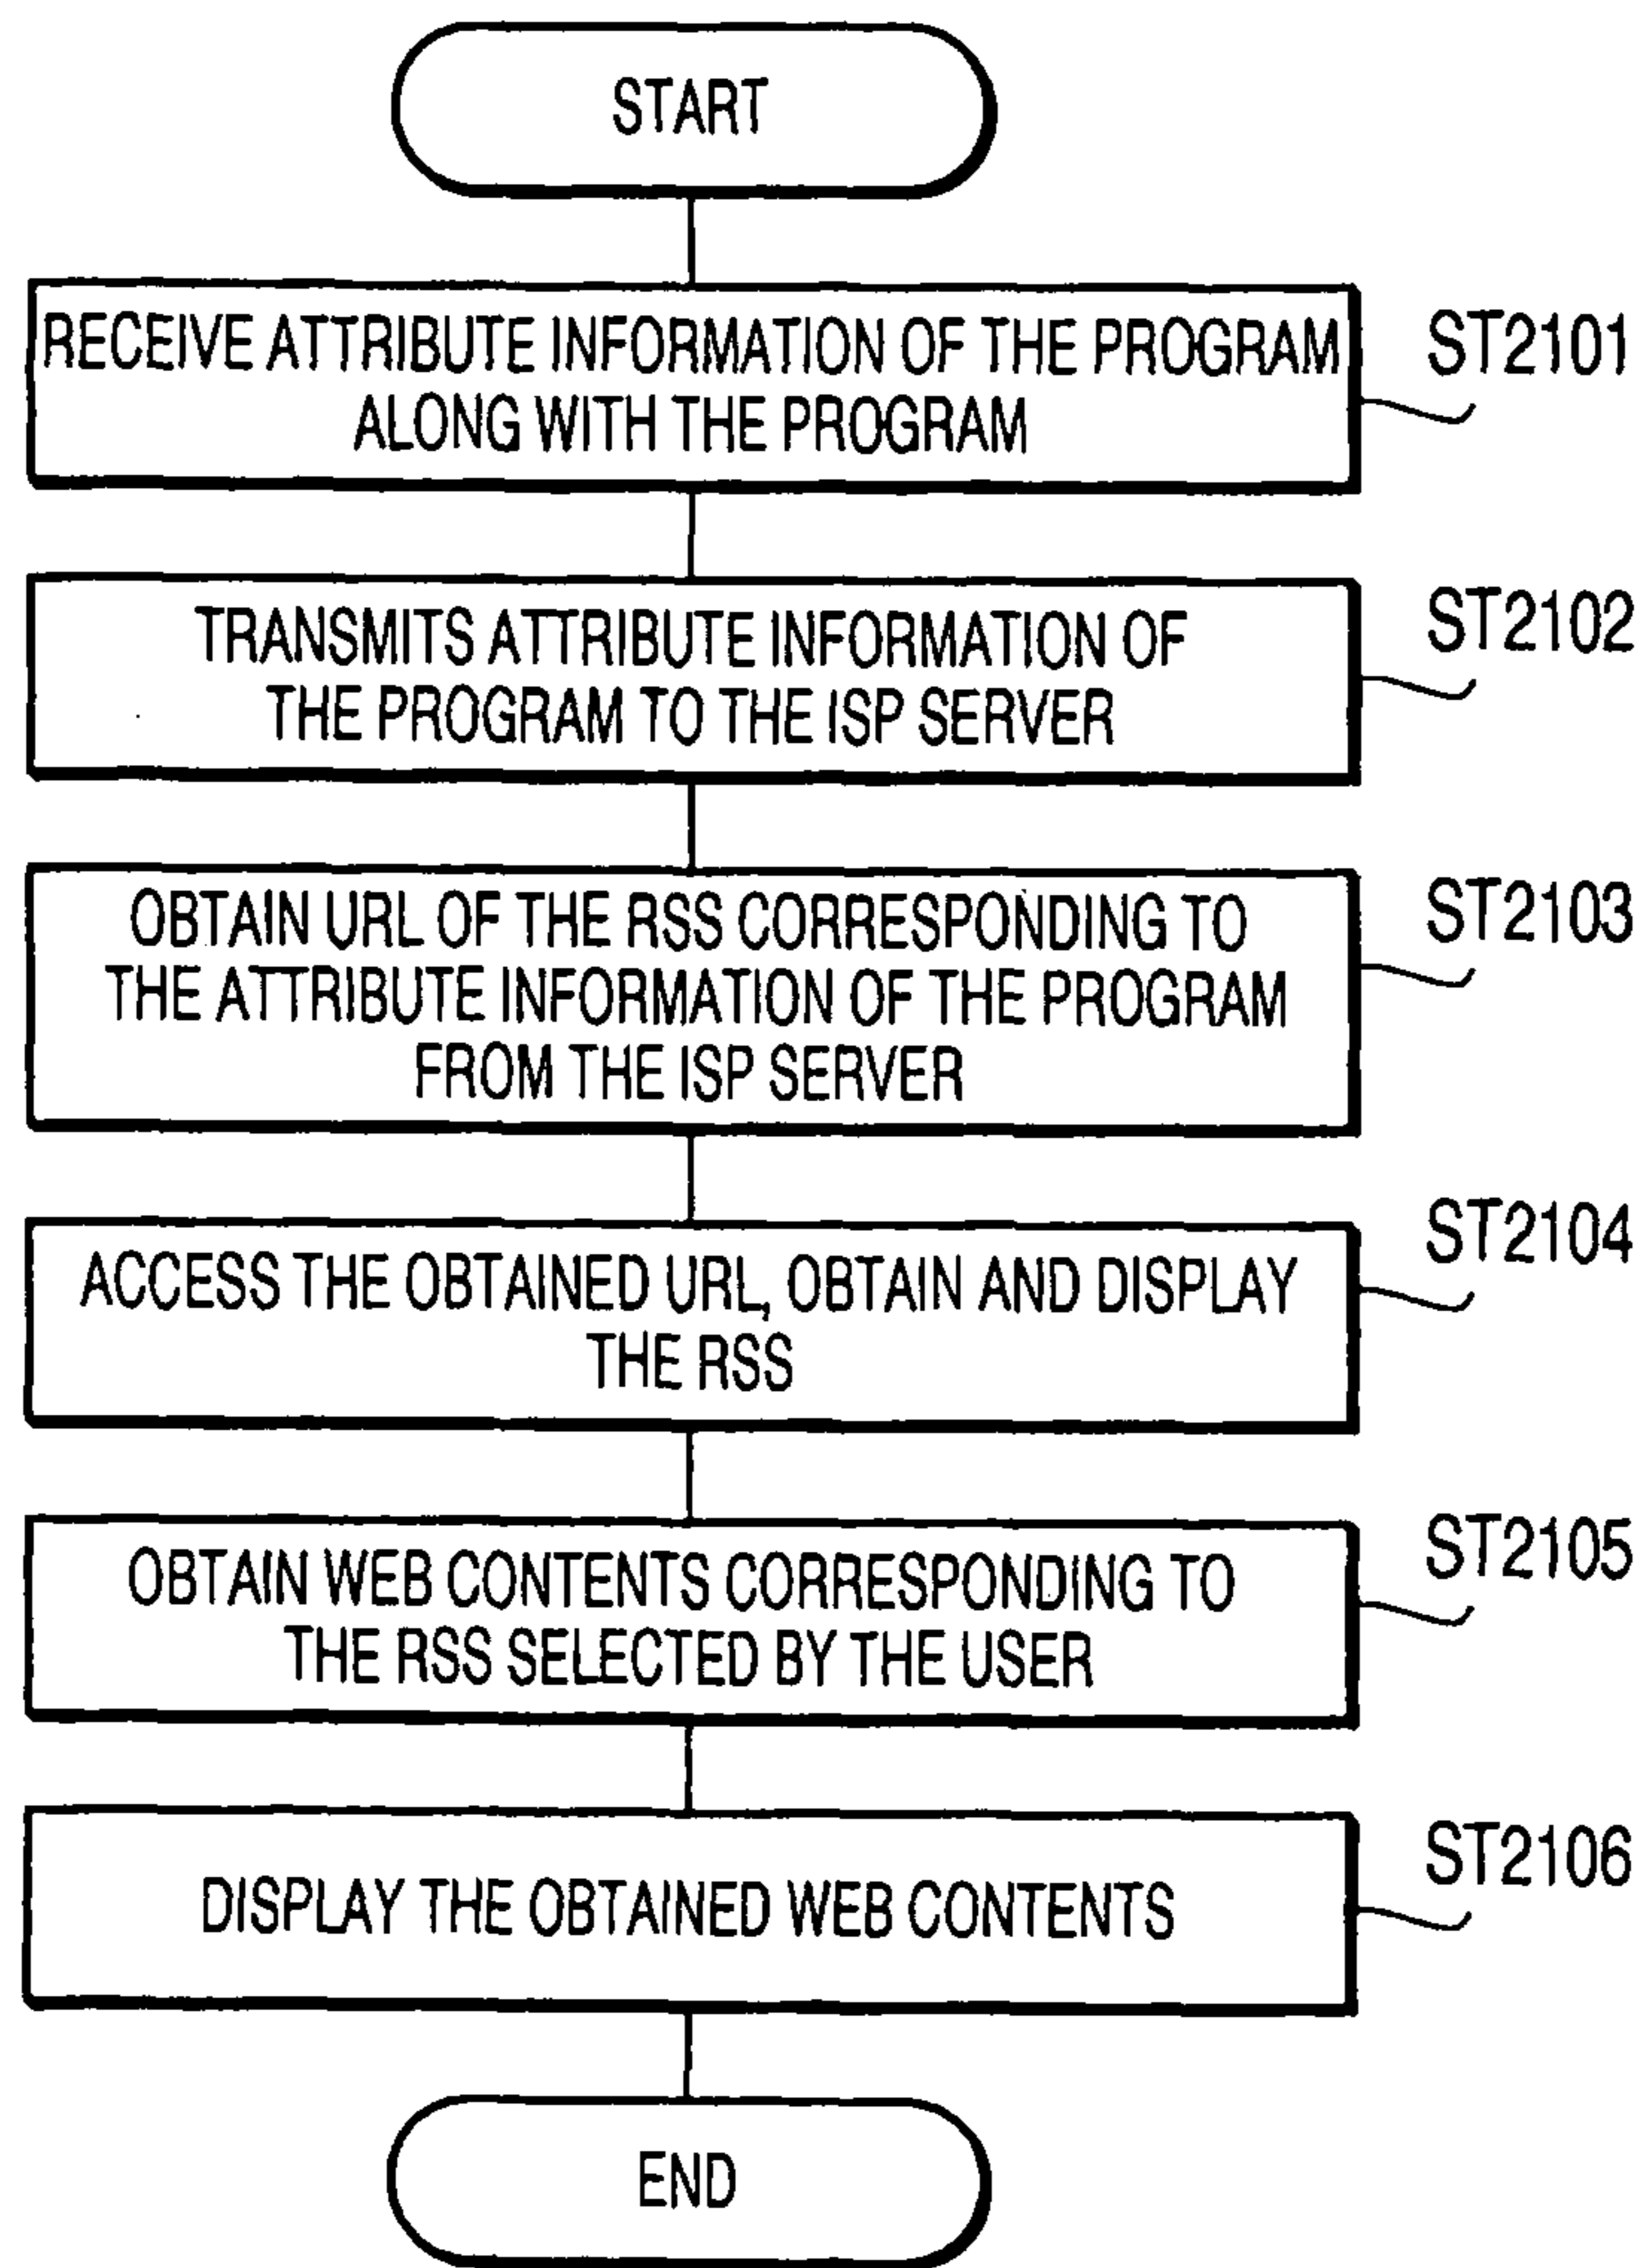 START
RECEIVE ATTRIBUTE INFORMATION OF THE PROGRAM
ALONG WITH THE PROGRAM
ST2101
TRANSMITS ATTRIBUTE INFORMATION OF
THE PROGRAM TO THE ISP SERVER
ST2102
OBTAIN URL OF THE RSS CORRESPONDING TO
THE ATTRIBUTE INFORMATION OF THE PROGRAM
FROM THE ISP SERVER
ST2103
ACCESS THE OBTAINED URL, OBTAIN AND DISPLAY
THE RSS
ST2104
OBTAIN WEB CONTENTS CORRESPONDING TO
THE RSS SELECTED BY THE USER
ST2105
DISPLAY THE OBTAINED WEB CONTENTS
ST2106
END